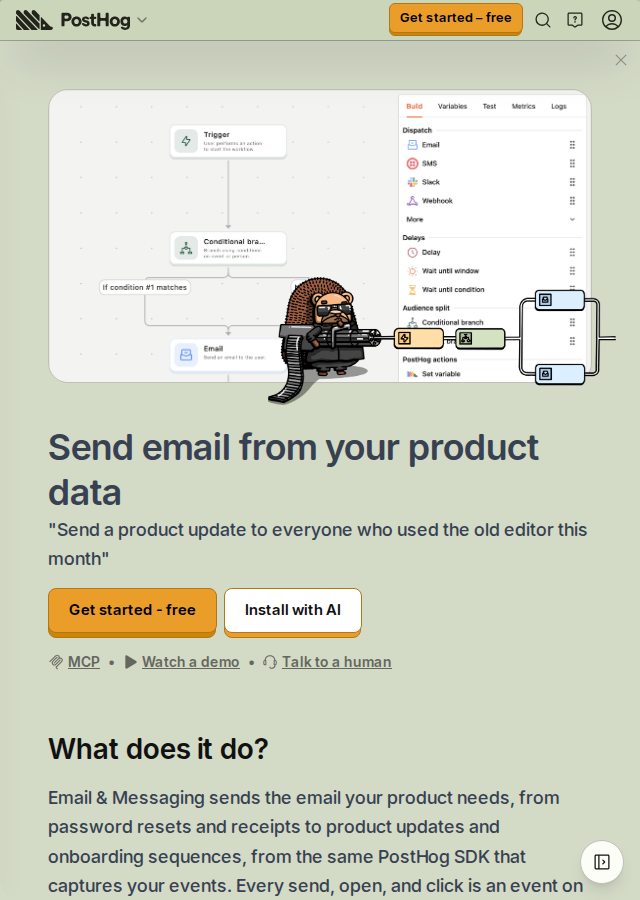 PostHog
Get started – free
Build Variables Test Metrics Logs
Trigger
User performs an action
to start the workflow.
Dispatch
Email
SMS
Slack
Webhook
More
Conditional bra...
Delays
Delay
Wait until window
Wait until condition
If condition #1 matches
Audience split
Conditional branch
Email
Send an email to the user.
PostHog actions
Set variable
Send email from your product
data
"Send a product update to everyone who used the old editor this
month"
Get started - free
Install with AI
MCP • Watch a demo • Talk to a human
What does it do?
Email & Messaging sends the email your product needs, from
password resets and receipts to product updates and
onboarding sequences, from the same PostHog SDK that
captures your events. Every send, open, and click is an event on